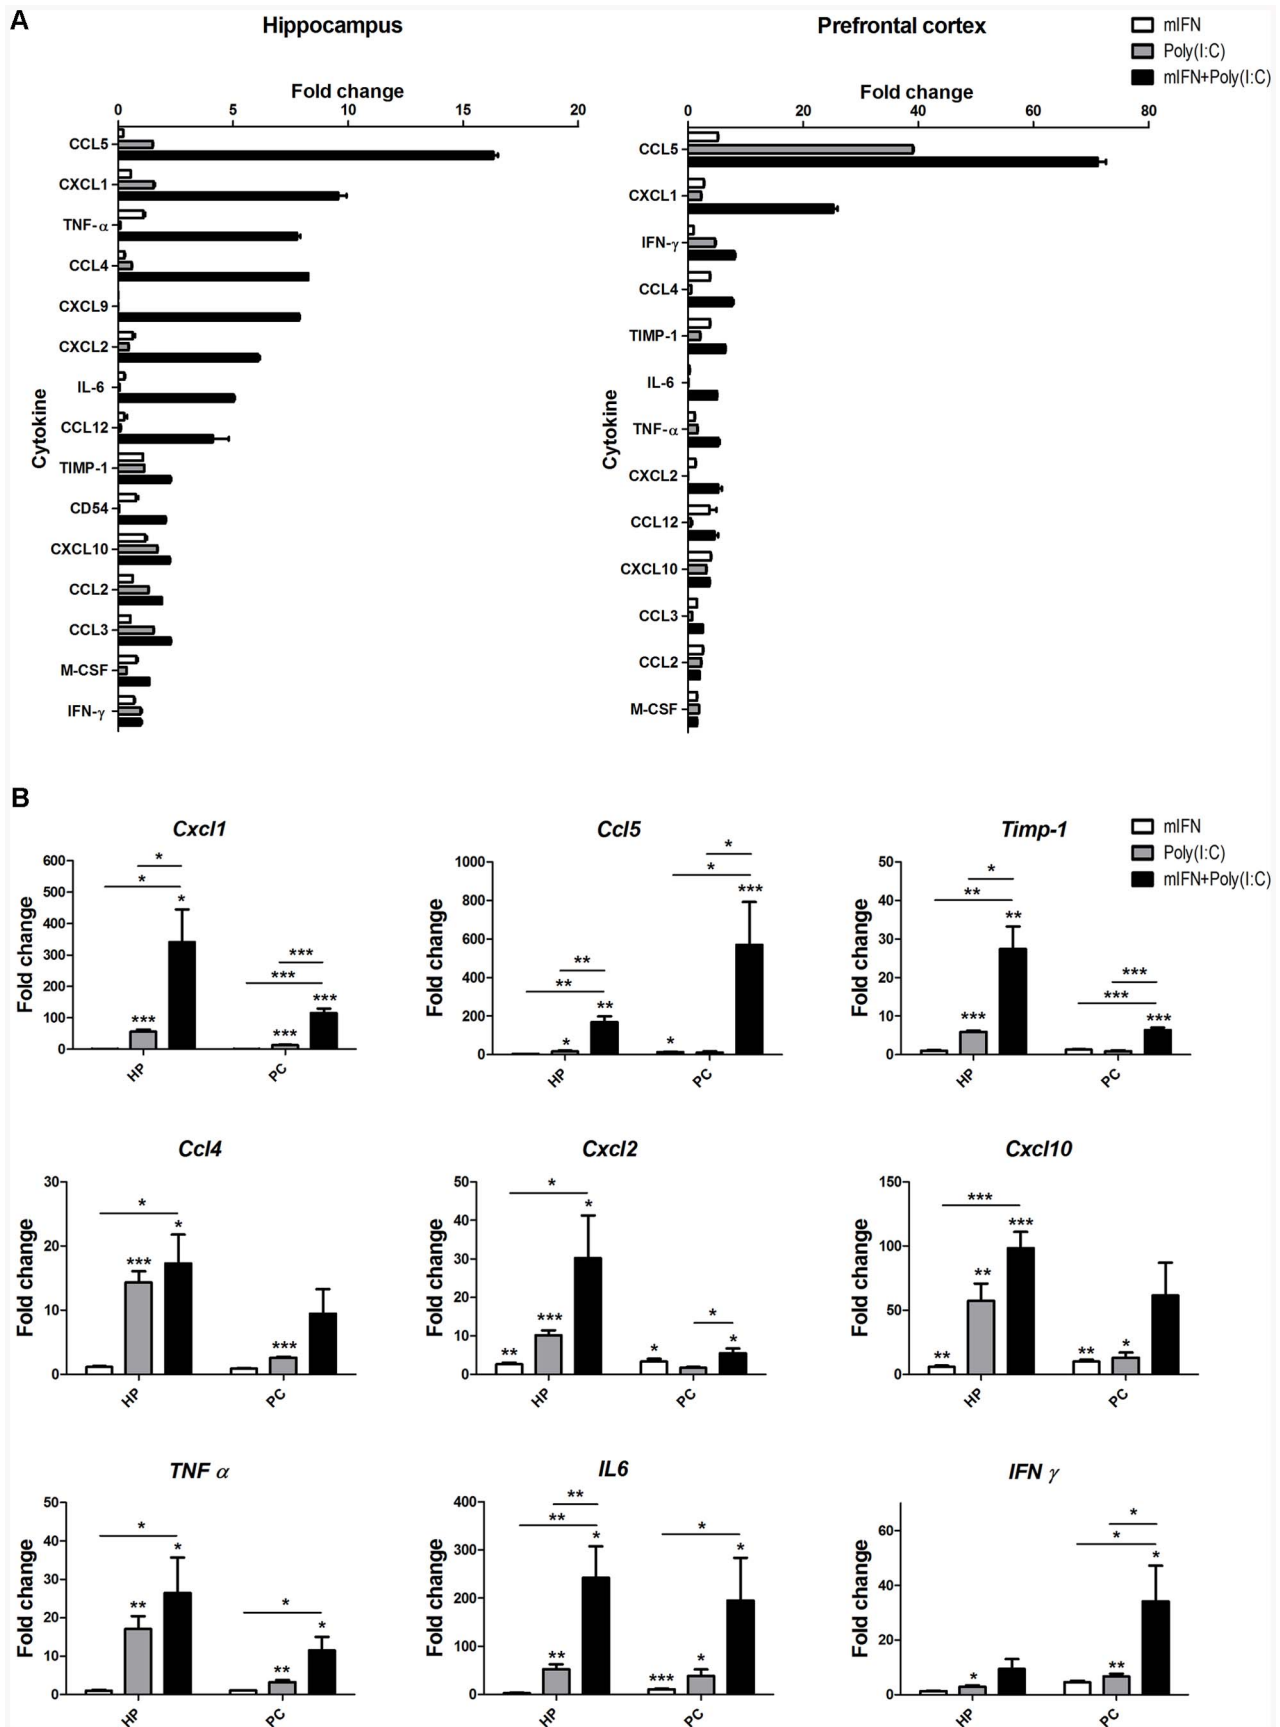 A
Hippocampus
Prefrontal cortex
mIFN
Poly(I:C)
mIFN+Poly(I:C)
Fold change
0 5 10 15 20
Cytokine
CCL5
CXCL1
TNF-α
CCL4
CXCL9
CXCL2
IL-6
CCL12
TIMP-1
CD54
CXCL10
CCL2
CCL3
M-CSF
IFN-γ
Fold change
0 20 40 60 80
Cytokine
CCL5
CXCL1
IFN-γ
CCL4
TIMP-1
IL-6
TNF-α
CXCL2
CCL12
CXCL10
CCL3
CCL2
M-CSF
B
mIFN
Poly(I:C)
mIFN+Poly(I:C)
Cxcl1
Fold change
600
500
400
300
200
100
0
* * * *** *** *** *** ***
HP PC
Ccl5
Fold change
1000
800
600
400
200
0
** ** ** * * * * ***
HP PC
Timp-1
Fold change
50
40
30
20
10
0
* ** ** *** *** *** ***
HP PC
Ccl4
Fold change
30
20
10
0
* * *** ***
HP PC
Cxcl2
Fold change
50
40
30
20
10
0
* * *** ** * * *
HP PC
Cxcl10
Fold change
150
100
50
0
*** *** ** ** ** *
HP PC
TNF α
Fold change
50
40
30
20
10
0
* * ** * * **
HP PC
IL6
Fold change
400
300
200
100
0
** ** * ** * * * ***
HP PC
IFN γ
Fold change
60
40
20
0
* * * * **
HP PC